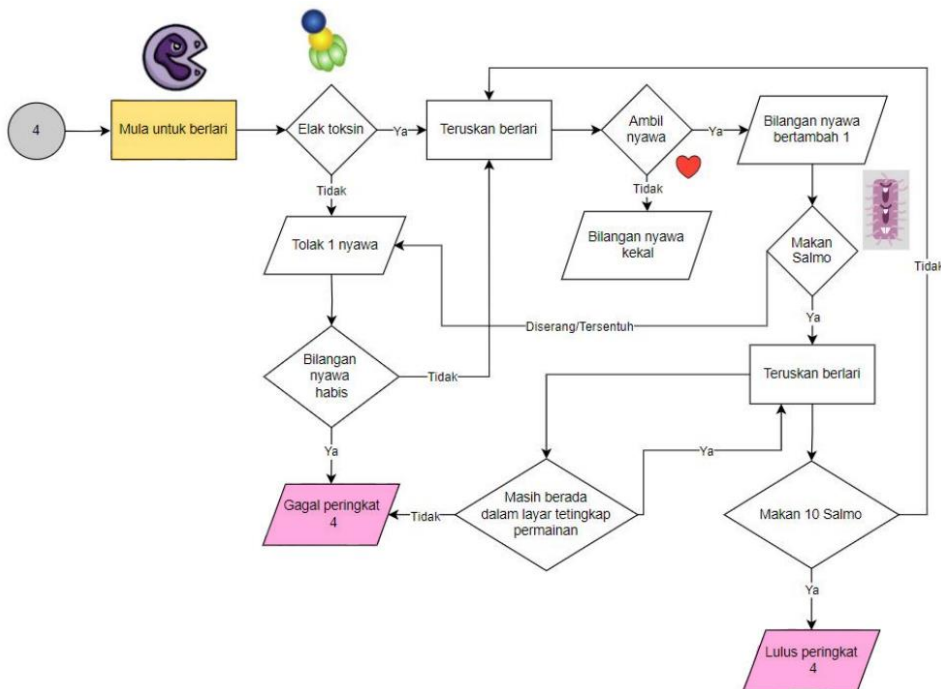 4
Mula untuk berlari
Elak toksin
Ya
Teruskan berlari
Ambil
nyawa
Ya
Bilangan nyawa
bertambah 1
Tidak
Tidak
Tolak 1 nyawa
Bilangan nyawa
kekal
Makan
Salmo
Tidak
Diserang/Tersentuh
Ya
Bilangan
nyawa
habis
Tidak
Teruskan berlari
Ya
Ya
Gagal peringkat
4
Tidak
Masih berada
dalam layar tetingkap
permainan
Makan 10 Salmo
Ya
Lulus peringkat
4